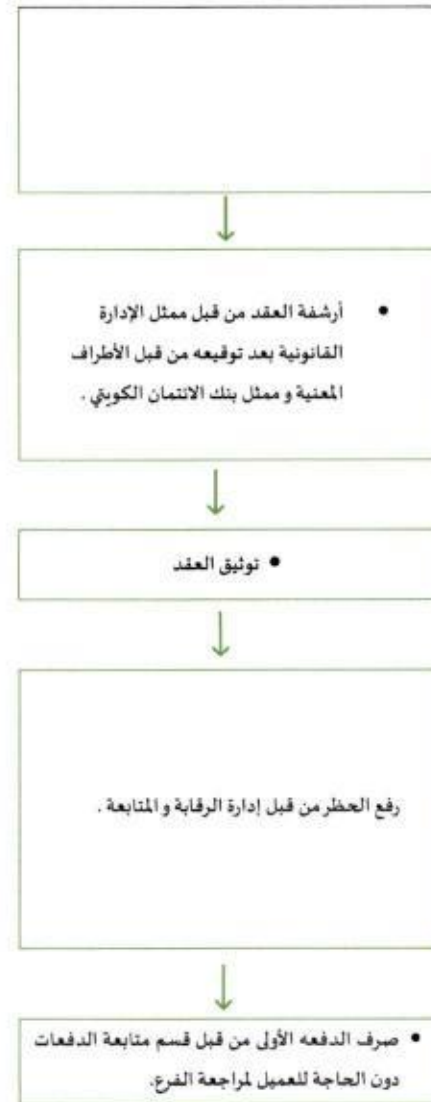 • أرشفة العقد من قبل ممثل الإدارة
القانونية بعد توقيعه من قبل الأطراف
المعنية و ممثل بنك الائتمان الكويتي .
• توثيق العقد
رفع الحظر من قبل إدارة الرقابة و المتابعة .
• صرف الدفعه الأولى من قبل قسم متابعة الدفعات
دون الحاجة للعميل لمراجعة الفرع.